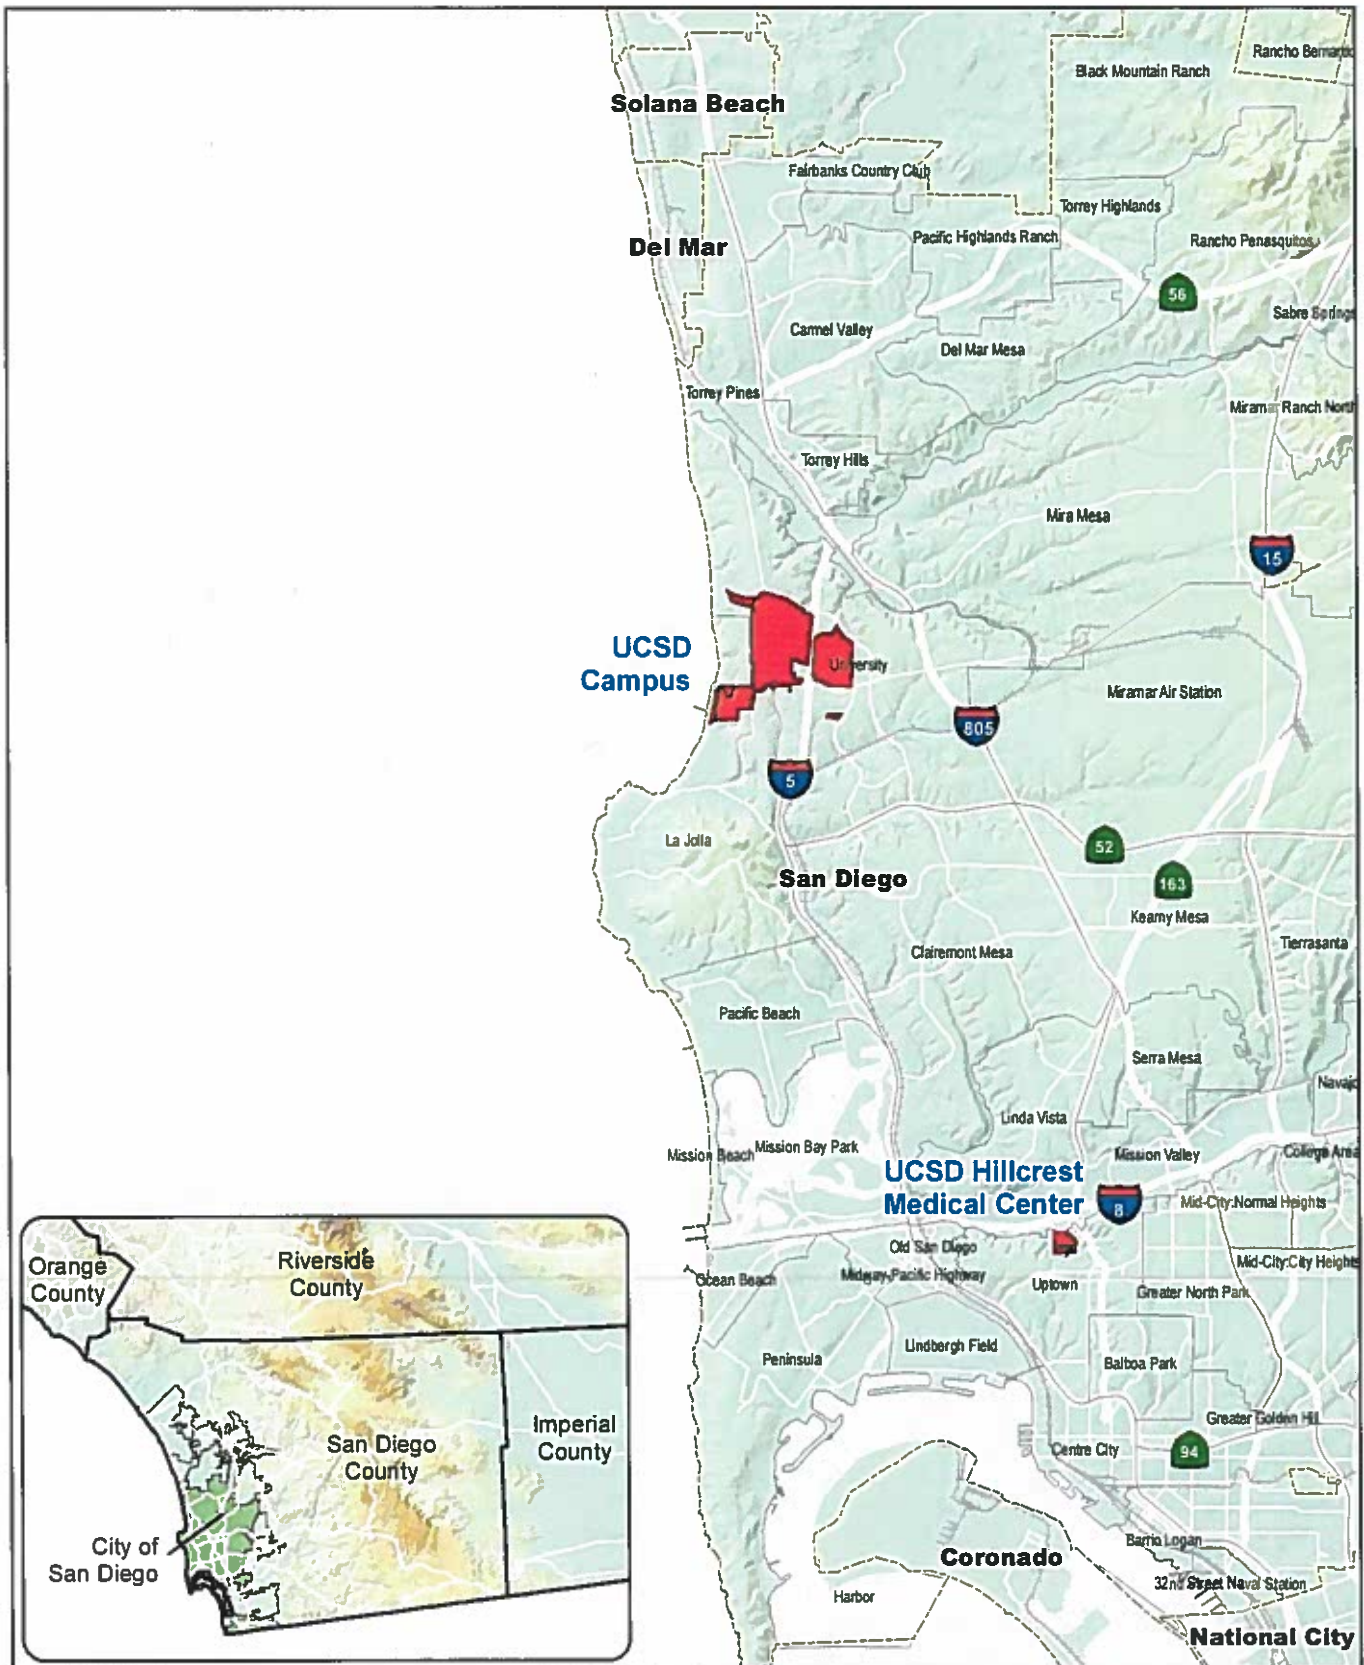 Rancho Bernardo
Black Mountain Ranch
Solana Beach
Fairbanks Country Club
Torrey Highlands
Del Mar
Pacific Highlands Ranch
Rancho Penasquitos
56
Sabre Springs
Carmel Valley
Del Mar Mesa
Torrey Pines
Miramar Ranch North
Torrey Hills
Mira Mesa
15
UCSD
Campus
University
Miramar Air Station
805
5
La Jolla
52
San Diego
163
Kearny Mesa
Clairemont Mesa
Tierrasanta
Pacific Beach
Serra Mesa
Navajo
Linda Vista
Mission Beach
Mission Bay Park
Mission Valley
College Area
UCSD Hillcrest
Medical Center
8
Mid-City:Normal Heights
Old San Diego
Mid-City:City Heights
Ocean Beach
Midway-Pacific Highway
Uptown
Greater North Park
Lindbergh Field
Peninsula
Balboa Park
Greater Golden Hill
Centre City
94
Barrio Logan
Coronado
32nd Street Naval Station
Harbor
National City
Orange
County
Riverside
County
San Diego
County
Imperial
County
City of
San Diego